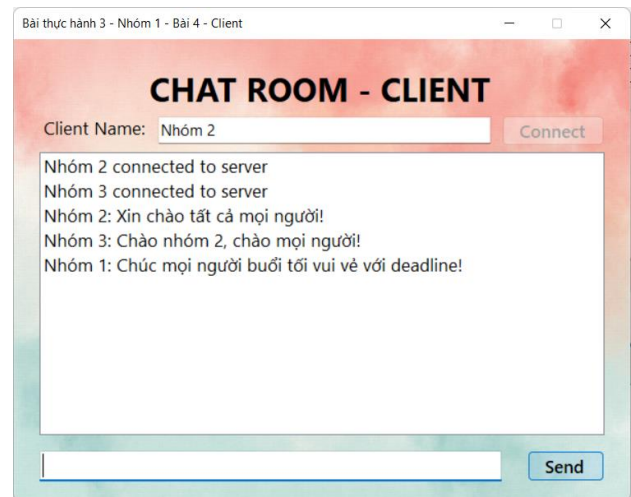 Bài thực hành 3 - Nhóm 1 - Bài 4 - Client
CHAT ROOM - CLIENT
Client Name: Nhóm 2 Connect
Nhóm 2 connected to server
Nhóm 3 connected to server
Nhóm 2: Xin chào tất cả mọi người!
Nhóm 3: Chào nhóm 2, chào mọi người!
Nhóm 1: Chúc mọi người buổi tối vui vẻ với deadline!
Send